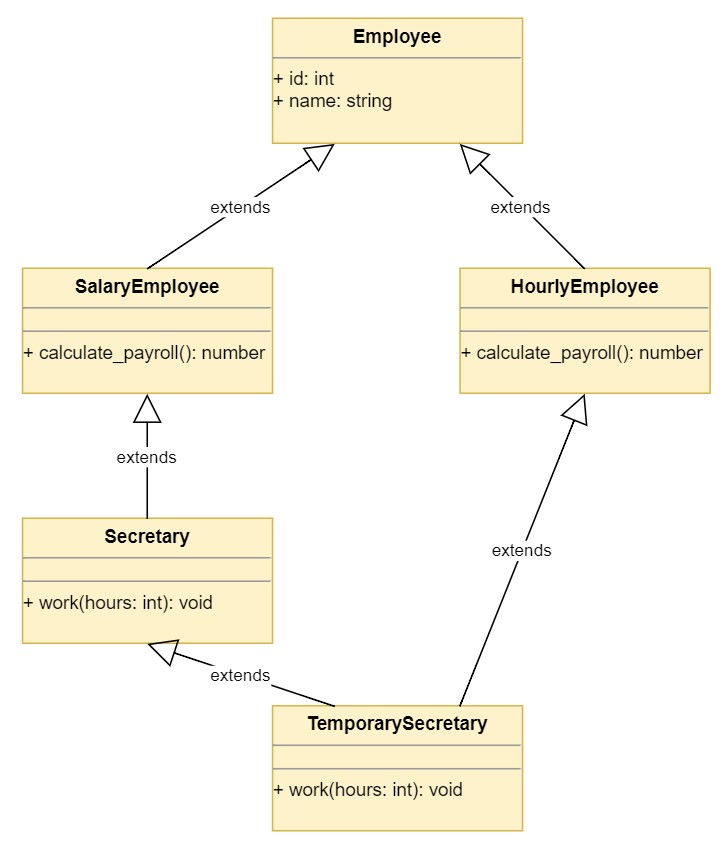 Employee
+ id: int
+ name: string
extends
extends
SalaryEmployee
+ calculate_payroll(): number
HourlyEmployee
+ calculate_payroll(): number
extends
Secretary
+ work(hours: int): void
extends
extends
TemporarySecretary
+ work(hours: int): void